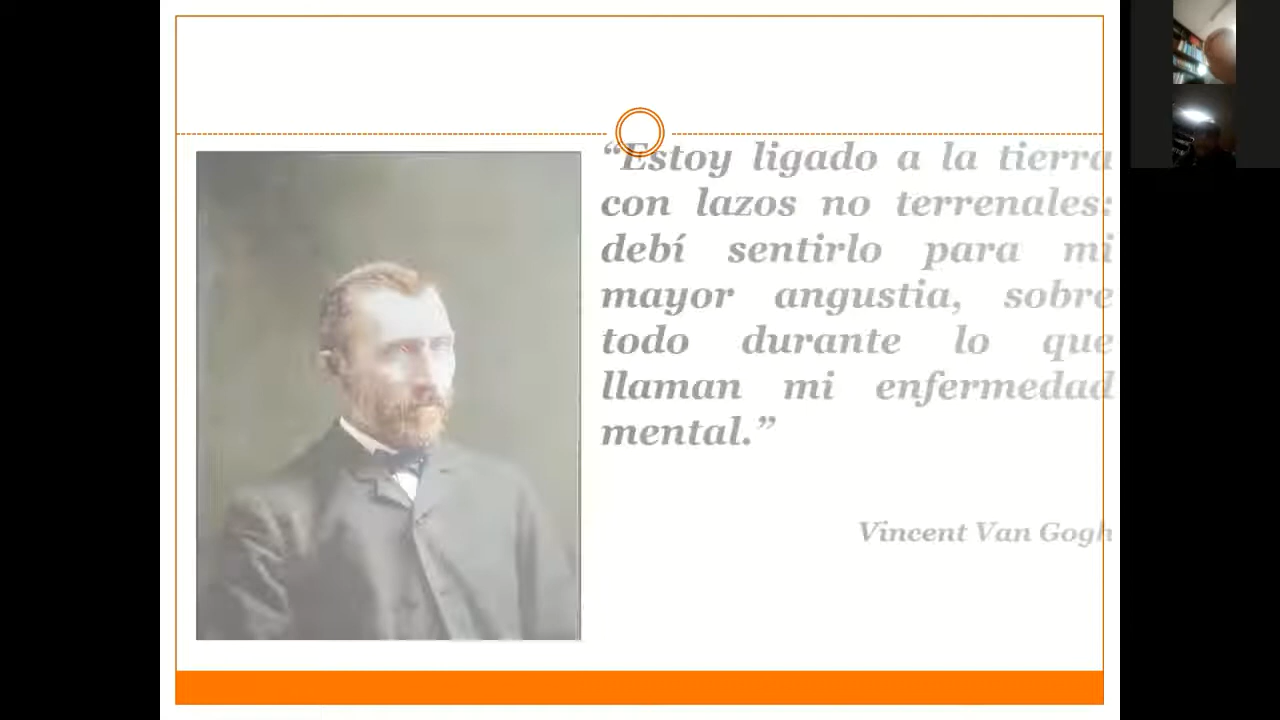 “Estoy ligado a la tierra
con lazos no terrenales:
debí sentirlo para mi
mayor angustia, sobre
todo durante lo que
llaman mi enfermedad
mental.”
Vincent Van Gogh